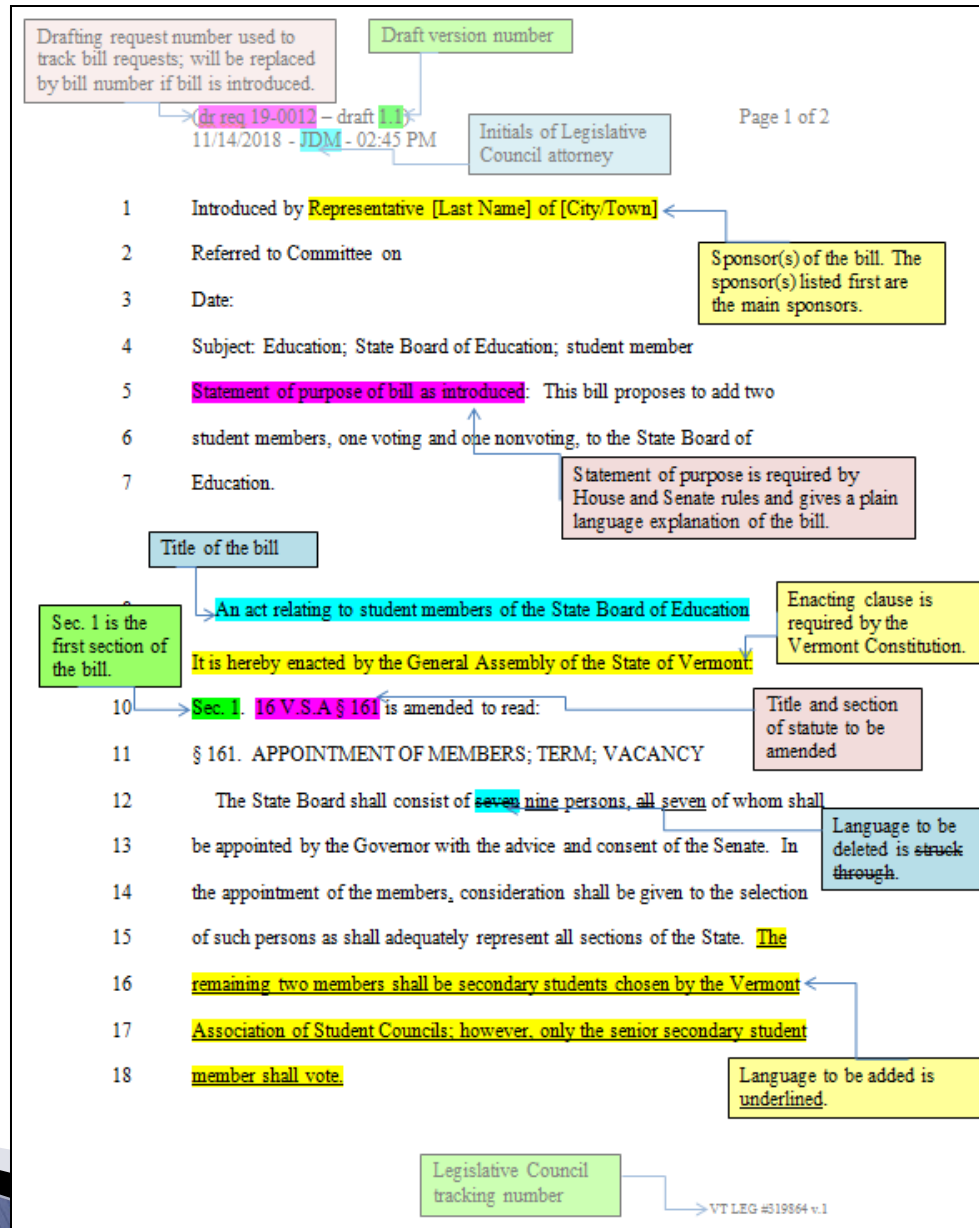 Drafting request number used to
track bill requests; will be replaced
by bill number if bill is introduced.
Draft version number
(dr req 19-0012 – draft 1.1)
Page 1 of 2
11/14/2018 - JDM - 02:45 PM
Initials of Legislative
Council attorney
1 Introduced by Representative [Last Name] of [City/Town]
2 Referred to Committee on
3 Date:
Sponsor(s) of the bill. The
sponsor(s) listed first are
the main sponsors.
4 Subject: Education; State Board of Education; student member
5 Statement of purpose of bill as introduced: This bill proposes to add two
6 student members, one voting and one nonvoting, to the State Board of
7 Education.
Statement of purpose is required by
House and Senate rules and gives a plain
language explanation of the bill.
Title of the bill
An act relating to student members of the State Board of Education
Enacting clause is
required by the
Vermont Constitution.
Sec. 1 is the
first section of
the bill.
It is hereby enacted by the General Assembly of the State of Vermont:
10 Sec. 1. 16 V.S.A § 161 is amended to read:
Title and section
of statute to be
amended
11 § 161. APPOINTMENT OF MEMBERS; TERM; VACANCY
12 The State Board shall consist of seven nine persons, all seven of whom shall
13 be appointed by the Governor with the advice and consent of the Senate. In
Language to be
deleted is struck
through.
14 the appointment of the members, consideration shall be given to the selection
15 of such persons as shall adequately represent all sections of the State. The
16 remaining two members shall be secondary students chosen by the Vermont
17 Association of Student Councils; however, only the senior secondary student
18 member shall vote.
Language to be added is
underlined.
Legislative Council
tracking number
VT LEG #319864 v.1